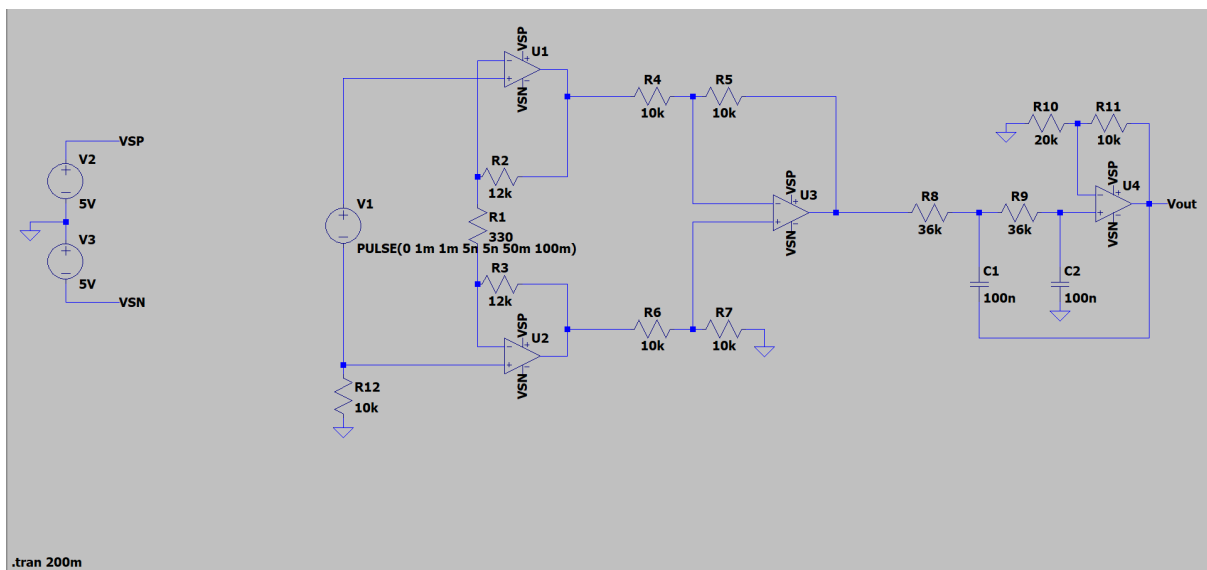 VSP
V2
5V
V3
5V
VSN
V1
PULSE(0 1m 1m 5n 5n 50m 100m)
R12
10k
VSP
U1
VSN
R2
12k
R1
330
R3
12k
VSP
U2
VSN
R4
10k
R5
10k
R6
10k
R7
10k
VSP
U3
VSN
R8
36k
R9
36k
C1
100n
C2
100n
R10
20k
R11
10k
VSP
U4
VSN
Vout
.tran 200m